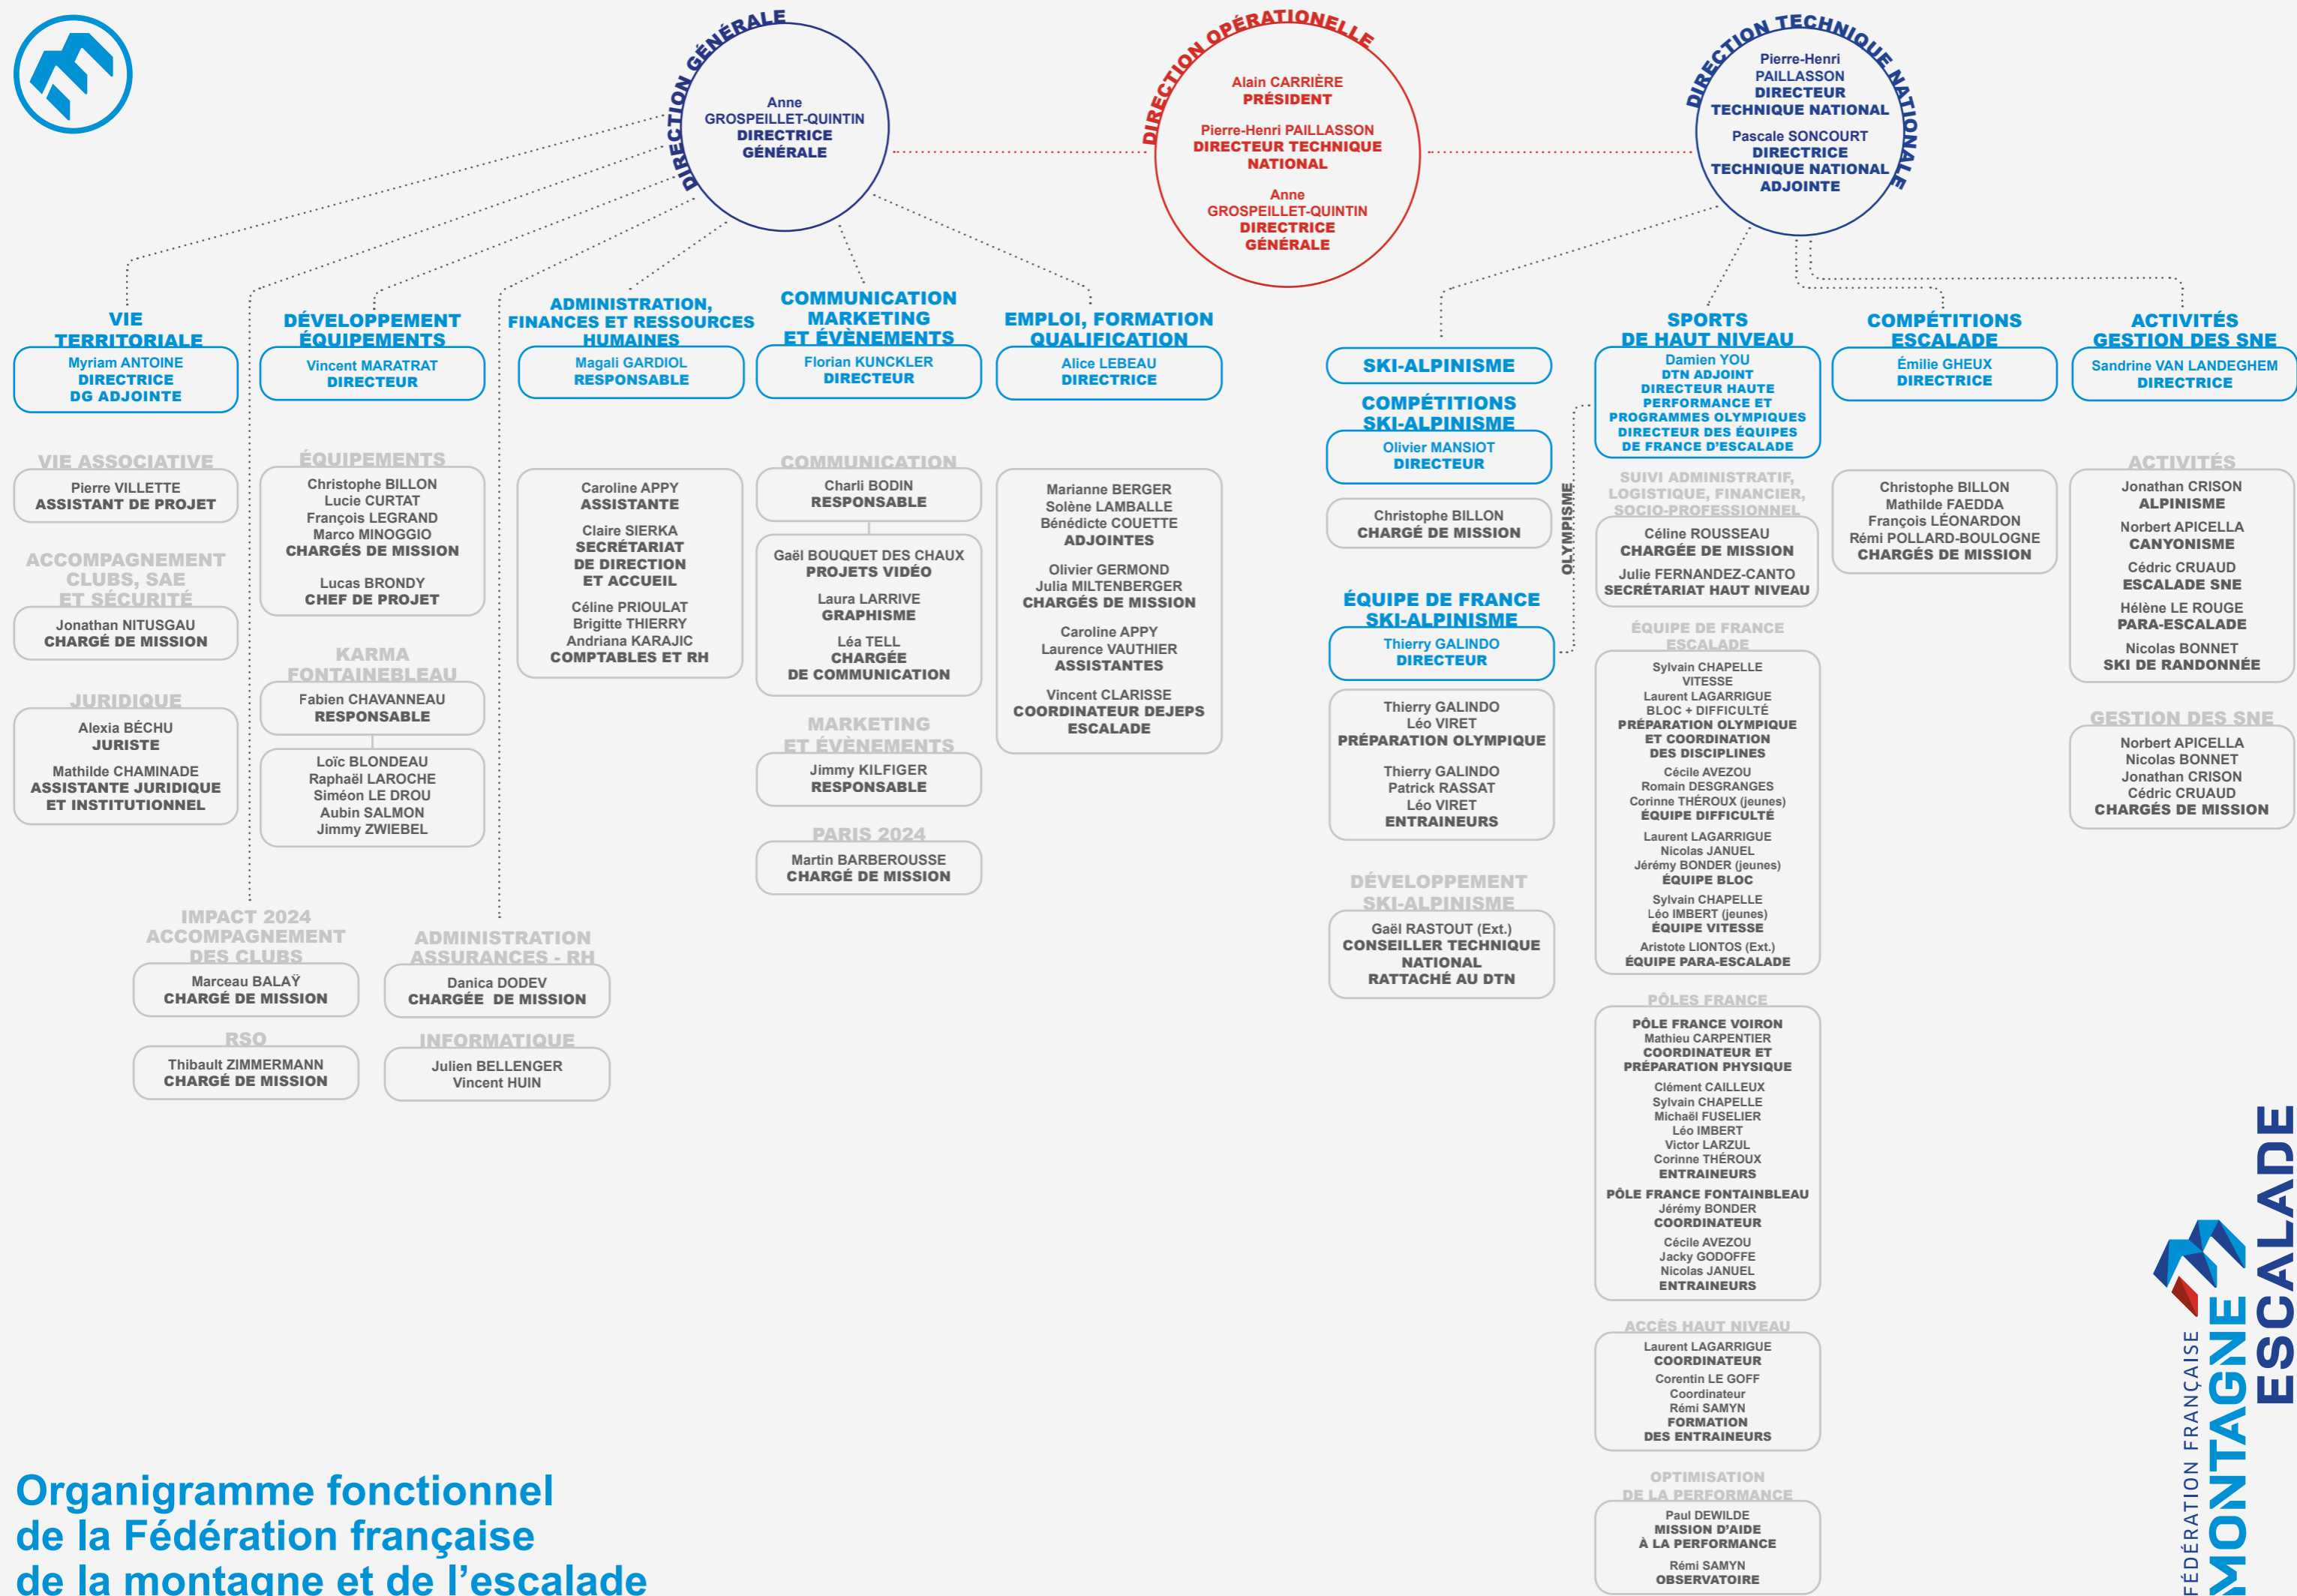 DIRECTION GÉNÉRALE
Anne
GROSPEILLET-QUINTIN
DIRECTRICE
GÉNÉRALE
DIRECTION OPÉRATIONELLE
Alain CARRIÈRE
PRÉSIDENT
Pierre-Henri PAILLASSON
DIRECTEUR TECHNIQUE
NATIONAL
Anne
GROSPEILLET-QUINTIN
DIRECTRICE
GÉNÉRALE
DIRECTION TECHNIQUE NATIONALE
Pierre-Henri
PAILLASSON
DIRECTEUR
TECHNIQUE NATIONAL
Pascale SONCOURT
DIRECTRICE
TECHNIQUE NATIONAL
ADJOINTE
VIE
TERRITORIALE
Myriam ANTOINE
DIRECTRICE
DG ADJOINTE
VIE ASSOCIATIVE
Pierre VILLETTE
ASSISTANT DE PROJET
ACCOMPAGNEMENT
CLUBS, SAE
ET SÉCURITÉ
Jonathan NITUSGAU
CHARGÉ DE MISSION
JURIDIQUE
Alexia BÉCHU
JURISTE
Mathilde CHAMINADE
ASSISTANTE JURIDIQUE
ET INSTITUTIONNEL
DÉVELOPPEMENT
ÉQUIPEMENTS
Vincent MARATRAT
DIRECTEUR
ÉQUIPEMENTS
Christophe BILLON
Lucie CURTAT
François LEGRAND
Marco MINOGGIO
CHARGÉS DE MISSION
Lucas BRONDY
CHEF DE PROJET
KARMA
FONTAINEBLEAU
Fabien CHAVANNEAU
RESPONSABLE
Loïc BLONDEAU
Raphaël LAROCHE
Siméon LE DROU
Aubin SALMON
Jimmy ZWIEBEL
IMPACT 2024
ACCOMPAGNEMENT
DES CLUBS
Marceau BALAŸ
CHARGÉ DE MISSION
RSO
Thibault ZIMMERMANN
CHARGÉ DE MISSION
ADMINISTRATION,
FINANCES ET RESSOURCES
HUMAINES
Magali GARDIOL
RESPONSABLE
Caroline APPY
ASSISTANTE
Claire SIERKA
SECRÉTARIAT
DE DIRECTION
ET ACCUEIL
Céline PRIOULAT
Brigitte THIERRY
Andriana KARAJIC
COMPTABLES ET RH
ADMINISTRATION
ASSURANCES - RH
Danica DODEV
CHARGÉE DE MISSION
INFORMATIQUE
Julien BELLENGER
Vincent HUIN
COMMUNICATION
MARKETING
ET ÉVÈNEMENTS
Florian KUNCKLER
DIRECTEUR
COMMUNICATION
Charli BODIN
RESPONSABLE
Gaël BOUQUET DES CHAUX
PROJETS VIDÉO
Laura LARRIVE
GRAPHISME
Léa TELL
CHARGÉE
DE COMMUNICATION
MARKETING
ET ÉVÈNEMENTS
Jimmy KILFIGER
RESPONSABLE
PARIS 2024
Martin BARBEROUSSE
CHARGÉ DE MISSION
EMPLOI, FORMATION
QUALIFICATION
Alice LEBEAU
DIRECTRICE
Marianne BERGER
Solène LAMBALLE
Bénédicte COUETTE
ADJOINTES
Olivier GERMOND
Julia MILTENBERGER
CHARGÉS DE MISSION
Caroline APPY
Laurence VAUTHIER
ASSISTANTES
Vincent CLARISSE
COORDINATEUR DEJEPS
ESCALADE
SKI-ALPINISME
COMPÉTITIONS
SKI-ALPINISME
Olivier MANSIOT
DIRECTEUR
Christophe BILLON
CHARGÉ DE MISSION
ÉQUIPE DE FRANCE
SKI-ALPINISME
Thierry GALINDO
DIRECTEUR
Thierry GALINDO
Léo VIRET
PRÉPARATION OLYMPIQUE
Thierry GALINDO
Patrick RASSAT
Léo VIRET
ENTRAINEURS
DÉVELOPPEMENT
SKI-ALPINISME
Gaël RASTOUT (Ext.)
CONSEILLER TECHNIQUE
NATIONAL
RATTACHÉ AU DTN
OLYMPISME
SPORTS
DE HAUT NIVEAU
Damien YOU
DTN ADJOINT
DIRECTEUR HAUTE
PERFORMANCE ET
PROGRAMMES OLYMPIQUES
DIRECTEUR DES ÉQUIPES
DE FRANCE D'ESCALADE
SUIVI ADMINISTRATIF,
LOGISTIQUE, FINANCIER,
SOCIO-PROFESSIONNEL
Céline ROUSSEAU
CHARGÉE DE MISSION
Julie FERNANDEZ-CANTO
SECRÉTARIAT HAUT NIVEAU
ÉQUIPE DE FRANCE
ESCALADE
Sylvain CHAPELLE
VITESSE
Laurent LAGARRIGUE
BLOC + DIFFICULTÉ
PRÉPARATION OLYMPIQUE
ET COORDINATION
DES DISCIPLINES
Cécile AVEZOU
Romain DESGRANGES
Corinne THÉROUX (jeunes)
ÉQUIPE DIFFICULTÉ
Laurent LAGARRIGUE
Nicolas JANUEL
Jérémy BONDER (jeunes)
ÉQUIPE BLOC
Sylvain CHAPELLE
Léo IMBERT (jeunes)
ÉQUIPE VITESSE
Aristote LIONTOS (Ext.)
ÉQUIPE PARA-ESCALADE
PÔLES FRANCE
PÔLE FRANCE VOIRON
Mathieu CARPENTIER
COORDINATEUR ET
PRÉPARATION PHYSIQUE
Clément CAILLEUX
Sylvain CHAPELLE
Michaël FUSELIER
Léo IMBERT
Victor LARZUL
Corinne THÉROUX
ENTRAINEURS
PÔLE FRANCE FONTAINBLEAU
Jérémy BONDER
COORDINATEUR
Cécile AVEZOU
Jacky GODOFFE
Nicolas JANUEL
ENTRAINEURS
ACCÈS HAUT NIVEAU
Laurent LAGARRIGUE
COORDINATEUR
Corentin LE GOFF
Coordinateur
Rémi SAMYN
FORMATION
DES ENTRAINEURS
OPTIMISATION
DE LA PERFORMANCE
Paul DEWILDE
MISSION D'AIDE
À LA PERFORMANCE
Rémi SAMYN
OBSERVATOIRE
COMPÉTITIONS
ESCALADE
Émilie GHEUX
DIRECTRICE
Christophe BILLON
Mathilde FAEDDA
François LÉONARDON
Rémi POLLARD-BOULOGNE
CHARGÉS DE MISSION
ACTIVITÉS
GESTION DES SNE
Sandrine VAN LANDEGHEM
DIRECTRICE
ACTIVITÉS
Jonathan CRISON
ALPINISME
Norbert APICELLA
CANYONISME
Cédric CRUAUD
ESCALADE SNE
Hélène LE ROUGE
PARA-ESCALADE
Nicolas BONNET
SKI DE RANDONNÉE
GESTION DES SNE
Norbert APICELLA
Nicolas BONNET
Jonathan CRISON
Cédric CRUAUD
CHARGÉS DE MISSION
Organigramme fonctionnel
de la Fédération française
de la montagne et de l'escalade
FÉDÉRATION FRANÇAISE
MONTAGNE
ESCALADE